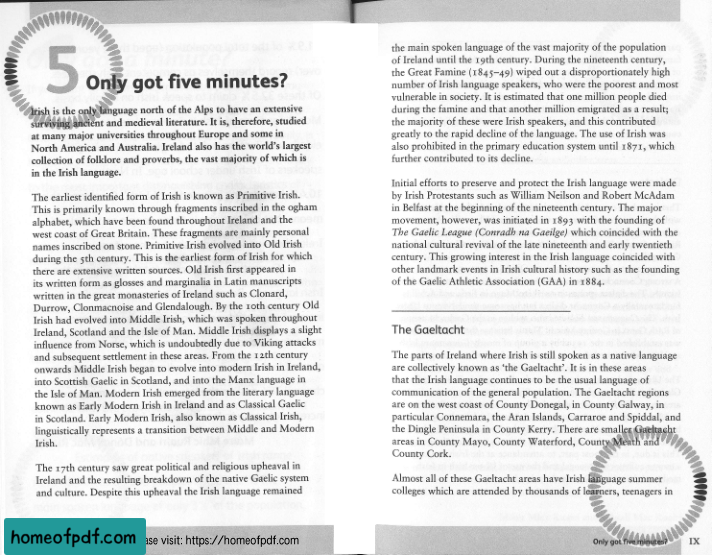 5
Only got five minutes?
Irish is the only language north of the Alps to have an extensive
surviving ancient and medieval literature. It is, therefore, studied
at many major universities throughout Europe and some in
North America and Australia. Ireland also has the world's largest
collection of folklore and proverbs, the vast majority of which is
in the Irish language.
The earliest identified form of Irish is known as Primitive Irish.
This is primarily known through fragments inscribed in the ogham
alphabet, which have been found throughout Ireland and the
west coast of Great Britain. These fragments are mainly personal
names inscribed on stone. Primitive Irish evolved into Old Irish
during the 5th century. This is the earliest form of Irish for which
there are extensive written sources. Old Irish first appeared in
its written form as glosses and marginalia in Latin manuscripts
written in the great monasteries of Ireland such as Clonard,
Durrow, Clonmacnoise and Glendalough. By the 10th century Old
Irish had evolved into Middle Irish, which was spoken throughout
Ireland, Scotland and the Isle of Man. Middle Irish displays a slight
influence from Norse, which is undoubtedly due to Viking attacks
and subsequent settlement in these areas. From the 12th century
onwards Middle Irish began to evolve into modern Irish in Ireland,
into Scottish Gaelic in Scotland, and into the Manx language in
the Isle of Man. Modern Irish emerged from the literary language
known as Early Modern Irish in Ireland and as Classical Gaelic
in Scotland. Early Modern Irish, also known as Classical Irish,
linguistically represents a transition between Middle and Modern
Irish.
The 17th century saw great political and religious upheaval in
Ireland and the resulting breakdown of the native Gaelic system
and culture. Despite this upheaval the Irish language remained
homeofpdf.com
ase visit: https://homeofpdf.com
the main spoken language of the vast majority of the population
of Ireland until the 19th century. During the nineteenth century,
the Great Famine (1845–49) wiped out a disproportionately high
number of Irish language speakers, who were the poorest and most
vulnerable in society. It is estimated that one million people died
during the famine and that another million emigrated as a result;
the majority of these were Irish speakers, and this contributed
greatly to the rapid decline of the language. The use of Irish was
also prohibited in the primary education system until 1871, which
further contributed to its decline.
Initial efforts to preserve and protect the Irish language were made
by Irish Protestants such as William Neilson and Robert McAdam
in Belfast at the beginning of the nineteenth century. The major
movement, however, was initiated in 1893 with the founding of
The Gaelic League (Conradh na Gaeilge) which coincided with the
national cultural revival of the late nineteenth and early twentieth
century. This growing interest in the Irish language coincided with
other landmark events in Irish cultural history such as the founding
of the Gaelic Athletic Association (GAA) in 1884.
The Gaeltacht
The parts of Ireland where Irish is still spoken as a native language
are collectively known as 'the Gaeltacht'. It is in these areas
that the Irish language continues to be the usual language of
communication of the general population. The Gaeltacht regions
are on the west coast of County Donegal, in County Galway, in
particular Connemara, the Aran Islands, Carraroe and Spiddal, and
the Dingle Peninsula in County Kerry. There are smaller Gaeltacht
areas in County Mayo, County Waterford, County Meath and
County Cork.
Almost all of these Gaeltacht areas have Irish language summer
colleges which are attended by thousands of learners, teenagers in
Only got five minutes? IX